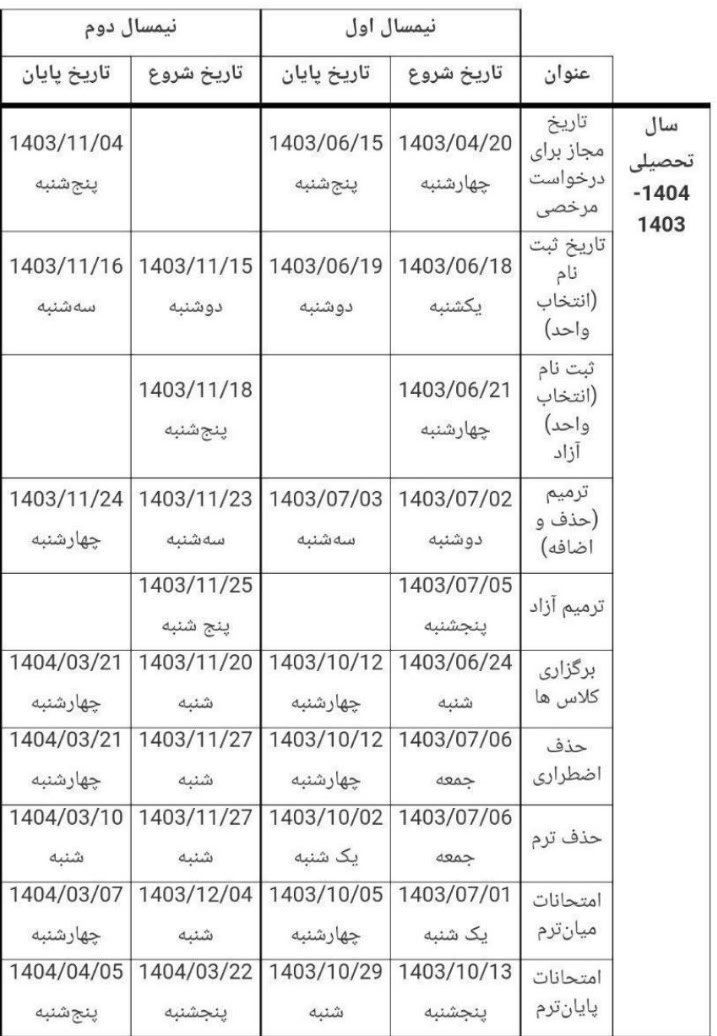 نیمسال اول
نیمسال دوم
عنوان
تاریخ شروع
تاریخ پایان
تاریخ شروع
تاریخ پایان
سال
تحصیلی
1404-
1403
تاریخ
مجاز برای
درخواست
مرخصی
1403/04/20
چهارشنبه
1403/06/15
پنج‌شنبه
1403/11/04
پنج‌شنبه
تاریخ ثبت
نام
(انتخاب
واحد)
1403/06/18
یکشنبه
1403/06/19
دوشنبه
1403/11/15
دوشنبه
1403/11/16
سه‌شنبه
ثبت نام
(انتخاب
واحد)
آزاد
1403/06/21
چهارشنبه
1403/11/18
پنج‌شنبه
ترمیم
(حذف و
اضافه)
1403/07/02
دوشنبه
1403/07/03
سه‌شنبه
1403/11/23
سه‌شنبه
1403/11/24
چهارشنبه
ترمیم آزاد
1403/07/05
پنجشنبه
1403/11/25
پنج شنبه
برگزاری
کلاس ها
1403/06/24
شنبه
1403/10/12
چهارشنبه
1403/11/20
شنبه
1404/03/21
چهارشنبه
حذف
اضطراری
1403/07/06
جمعه
1403/10/12
چهارشنبه
1403/11/27
شنبه
1404/03/21
چهارشنبه
حذف ترم
1403/07/06
جمعه
1403/10/02
یک شنبه
1403/11/27
شنبه
1404/03/10
شنبه
امتحانات
میان‌ترم
1403/07/01
یک شنبه
1403/10/05
چهارشنبه
1403/12/04
شنبه
1404/03/07
چهارشنبه
امتحانات
پایان‌ترم
1403/10/13
پنجشنبه
1403/10/29
شنبه
1404/03/22
پنجشنبه
1404/04/05
پنج‌شنبه